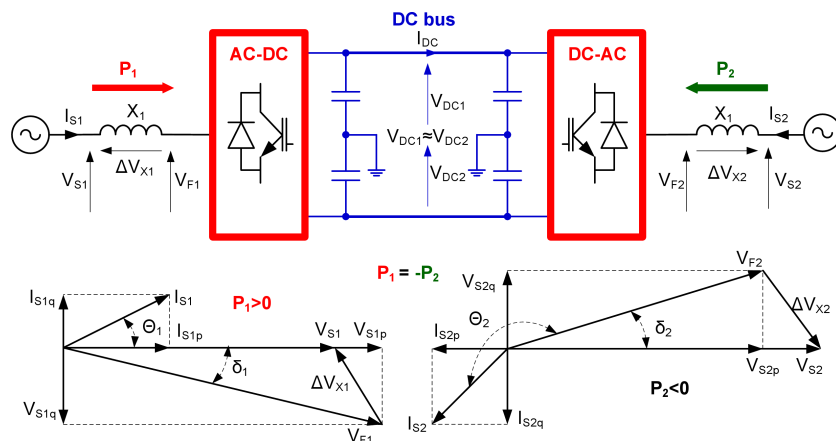 DC bus
I_DC
AC-DC
DC-AC
P₁
P₂
I_S1
X₁
X₁
I_S2
V_DC1
V_DC1≈V_DC2
V_DC2
V_S1
ΔV_X1
V_F1
V_F2
ΔV_X2
V_S2
P₁ = -P₂
I_S1q
I_S1
P₁>0
Θ₁
I_S1p
V_S1
V_S1p
δ₁
ΔV_X1
V_S1q
V_F1
V_S2q
V_F2
I_S2p
Θ₂
δ₂
ΔV_X2
V_S2p
V_S2
P₂<0
I_S2
I_S2q